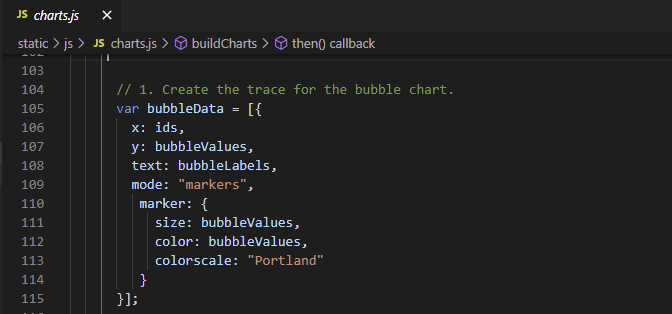 JS charts.js ×
static > js > JS charts.js > buildCharts > then() callback
102
103
104 // 1. Create the trace for the bubble chart.
105 var bubbleData = [{
106 x: ids,
107 y: bubbleValues,
108 text: bubbleLabels,
109 mode: "markers",
110 marker: {
111 size: bubbleValues,
112 color: bubbleValues,
113 colorscale: "Portland"
114 }
115 }];